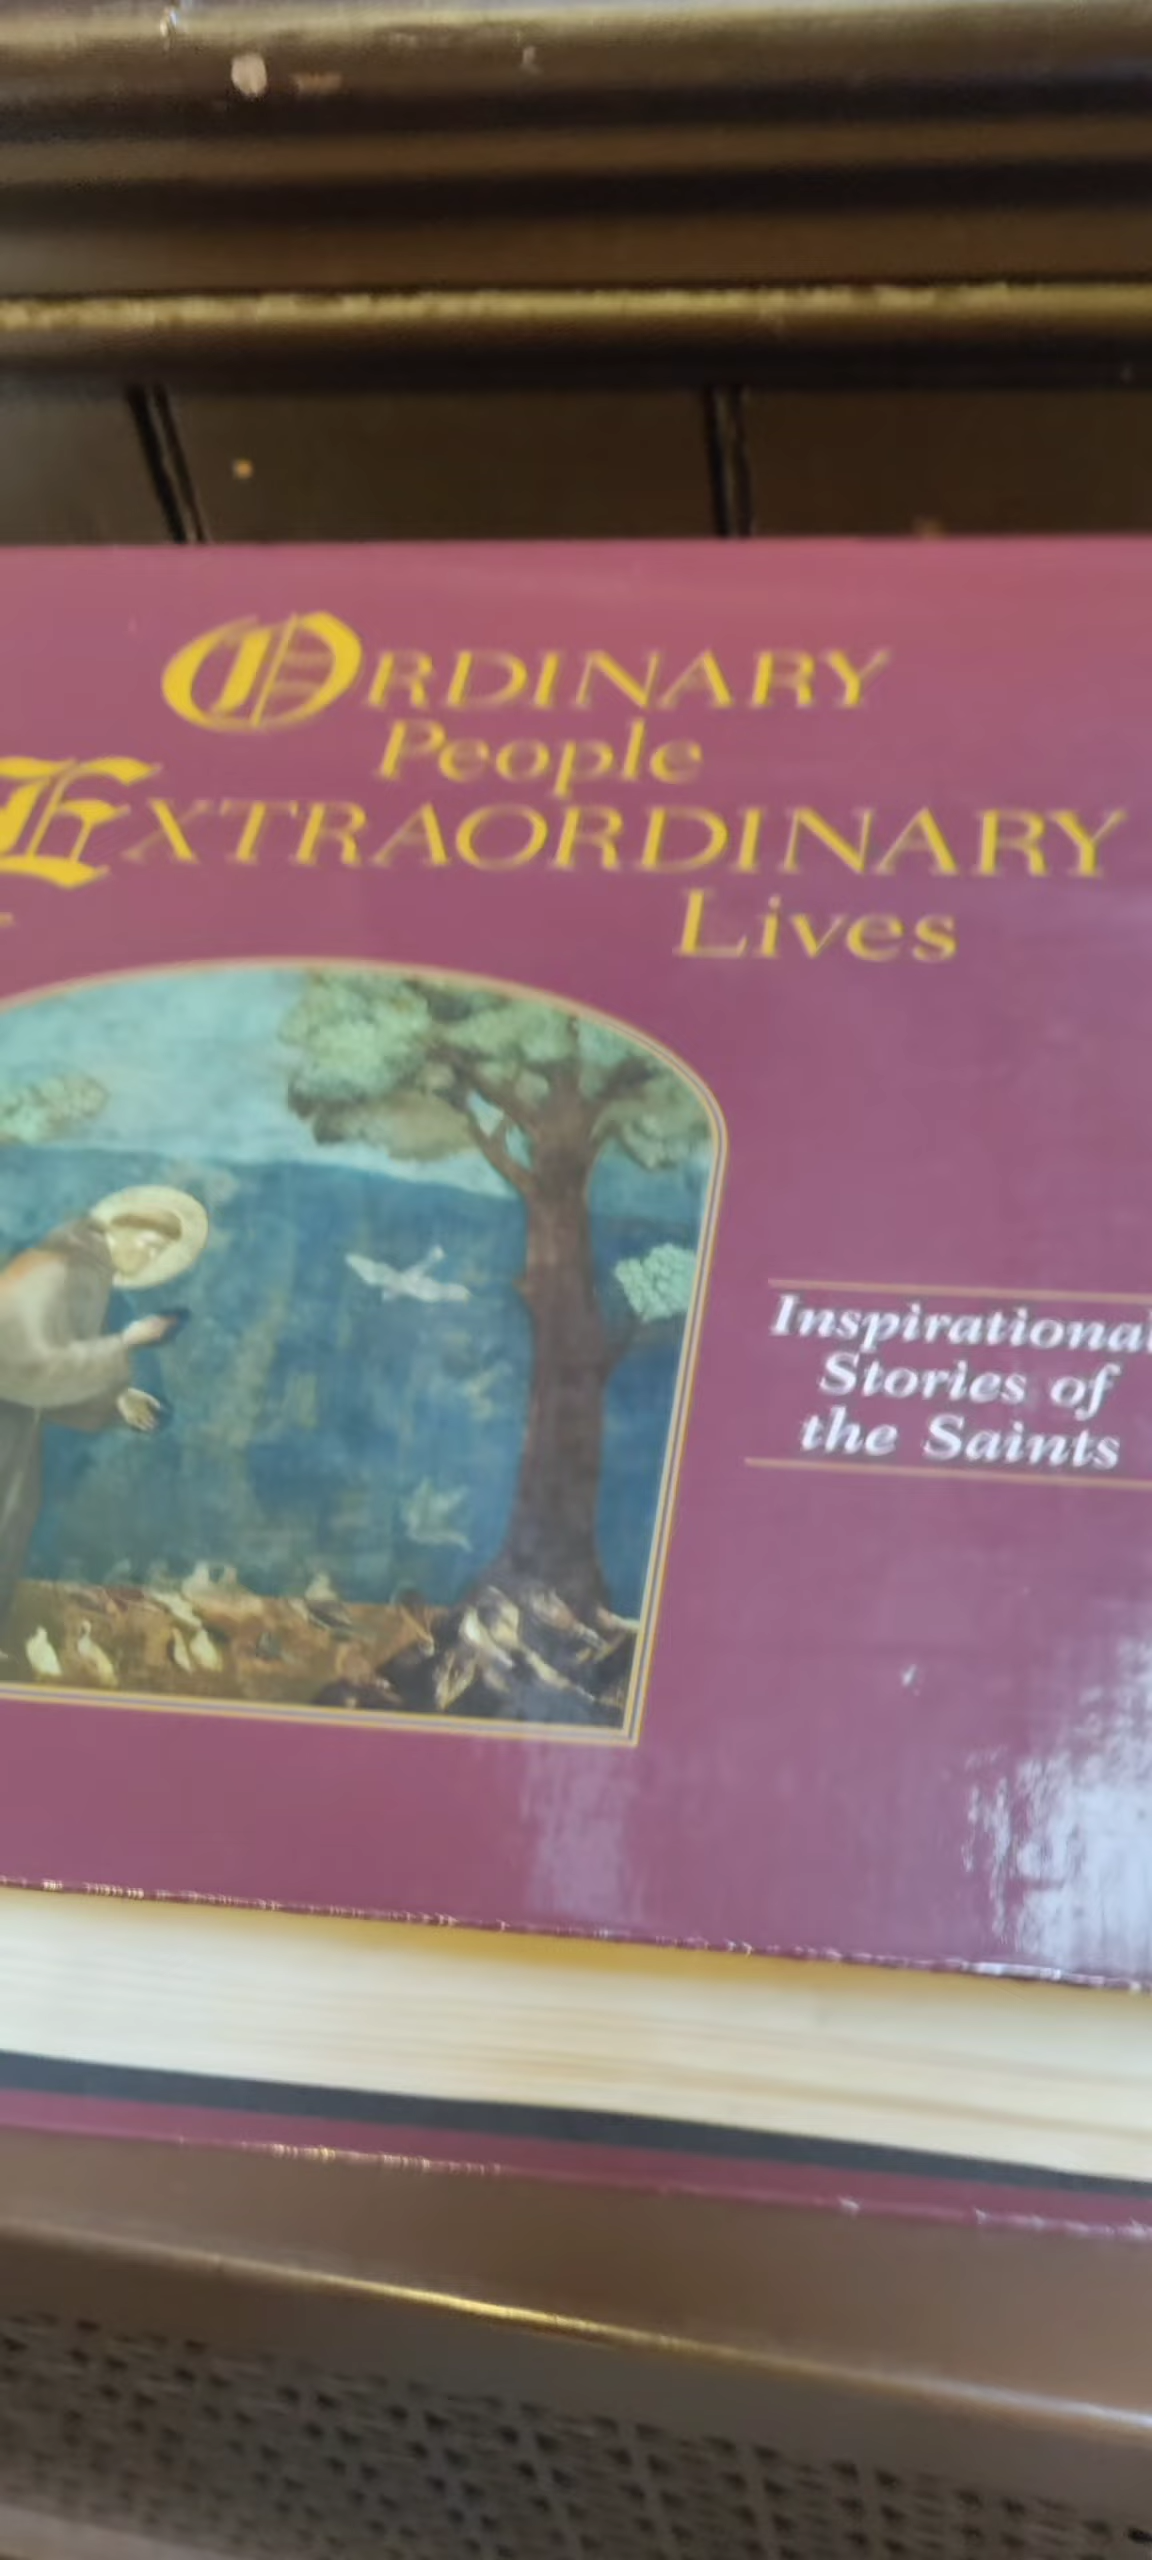 ORDINARY
People
EXTRAORDINARY
Lives
Inspirational
Stories of
the Saints